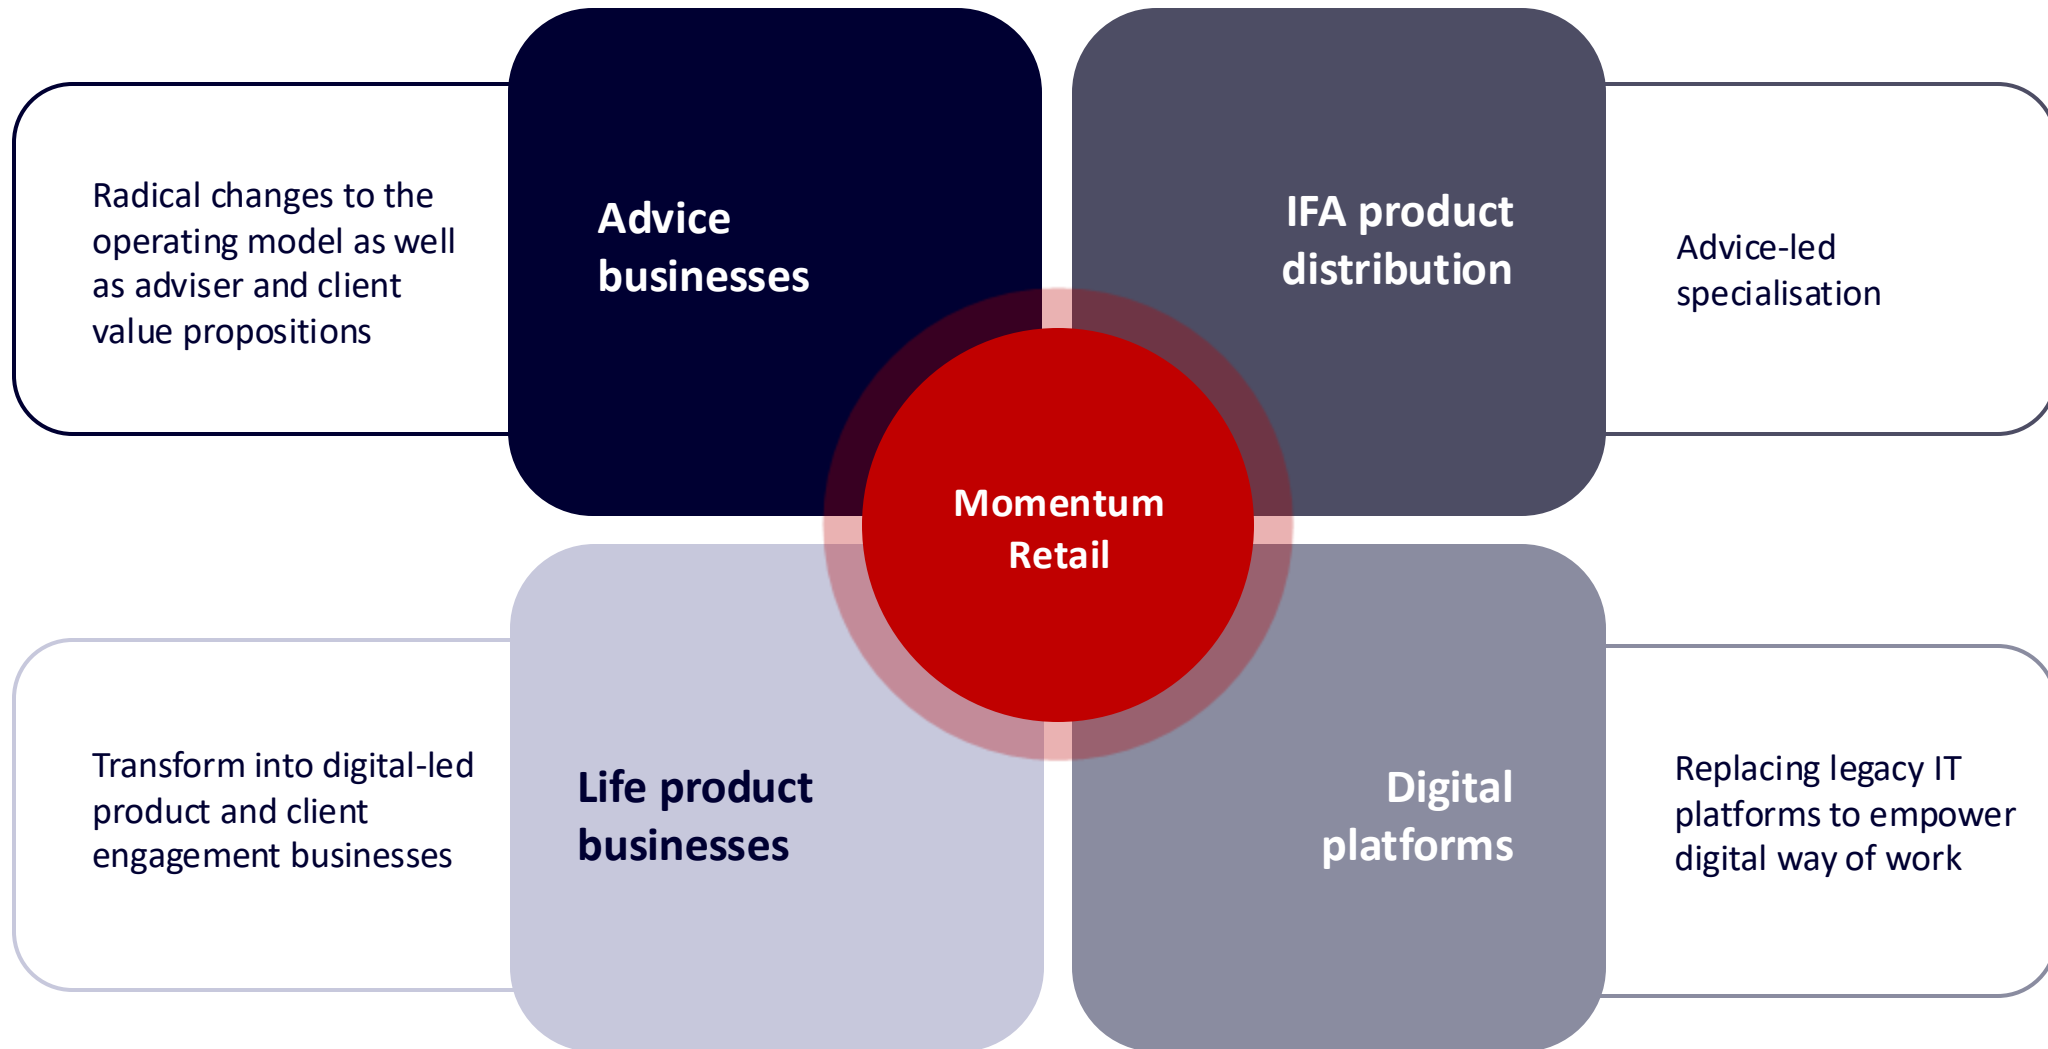 Radical changes to the
operating model as well
as adviser and client
value propositions
Advice
businesses
IFA product
distribution
Advice-led
specialisation
Momentum
Retail
Transform into digital-led
product and client
engagement businesses
Life product
businesses
Digital
platforms
Replacing legacy IT
platforms to empower
digital way of work